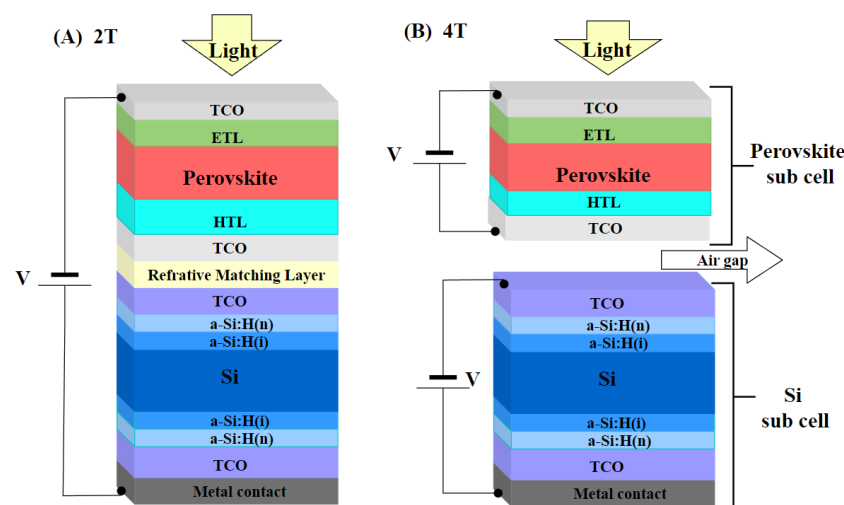 (A) 2T
Light
TCO
ETL
Perovskite
HTL
TCO
Refrative Matching Layer
TCO
a-Si:H(n)
a-Si:H(i)
Si
a-Si:H(i)
a-Si:H(n)
TCO
Metal contact
V
(B) 4T
Light
TCO
ETL
Perovskite
HTL
TCO
V
Perovskite
sub cell
Air gap
TCO
a-Si:H(n)
a-Si:H(i)
Si
a-Si:H(i)
a-Si:H(n)
TCO
Metal contact
V
Si
sub cell